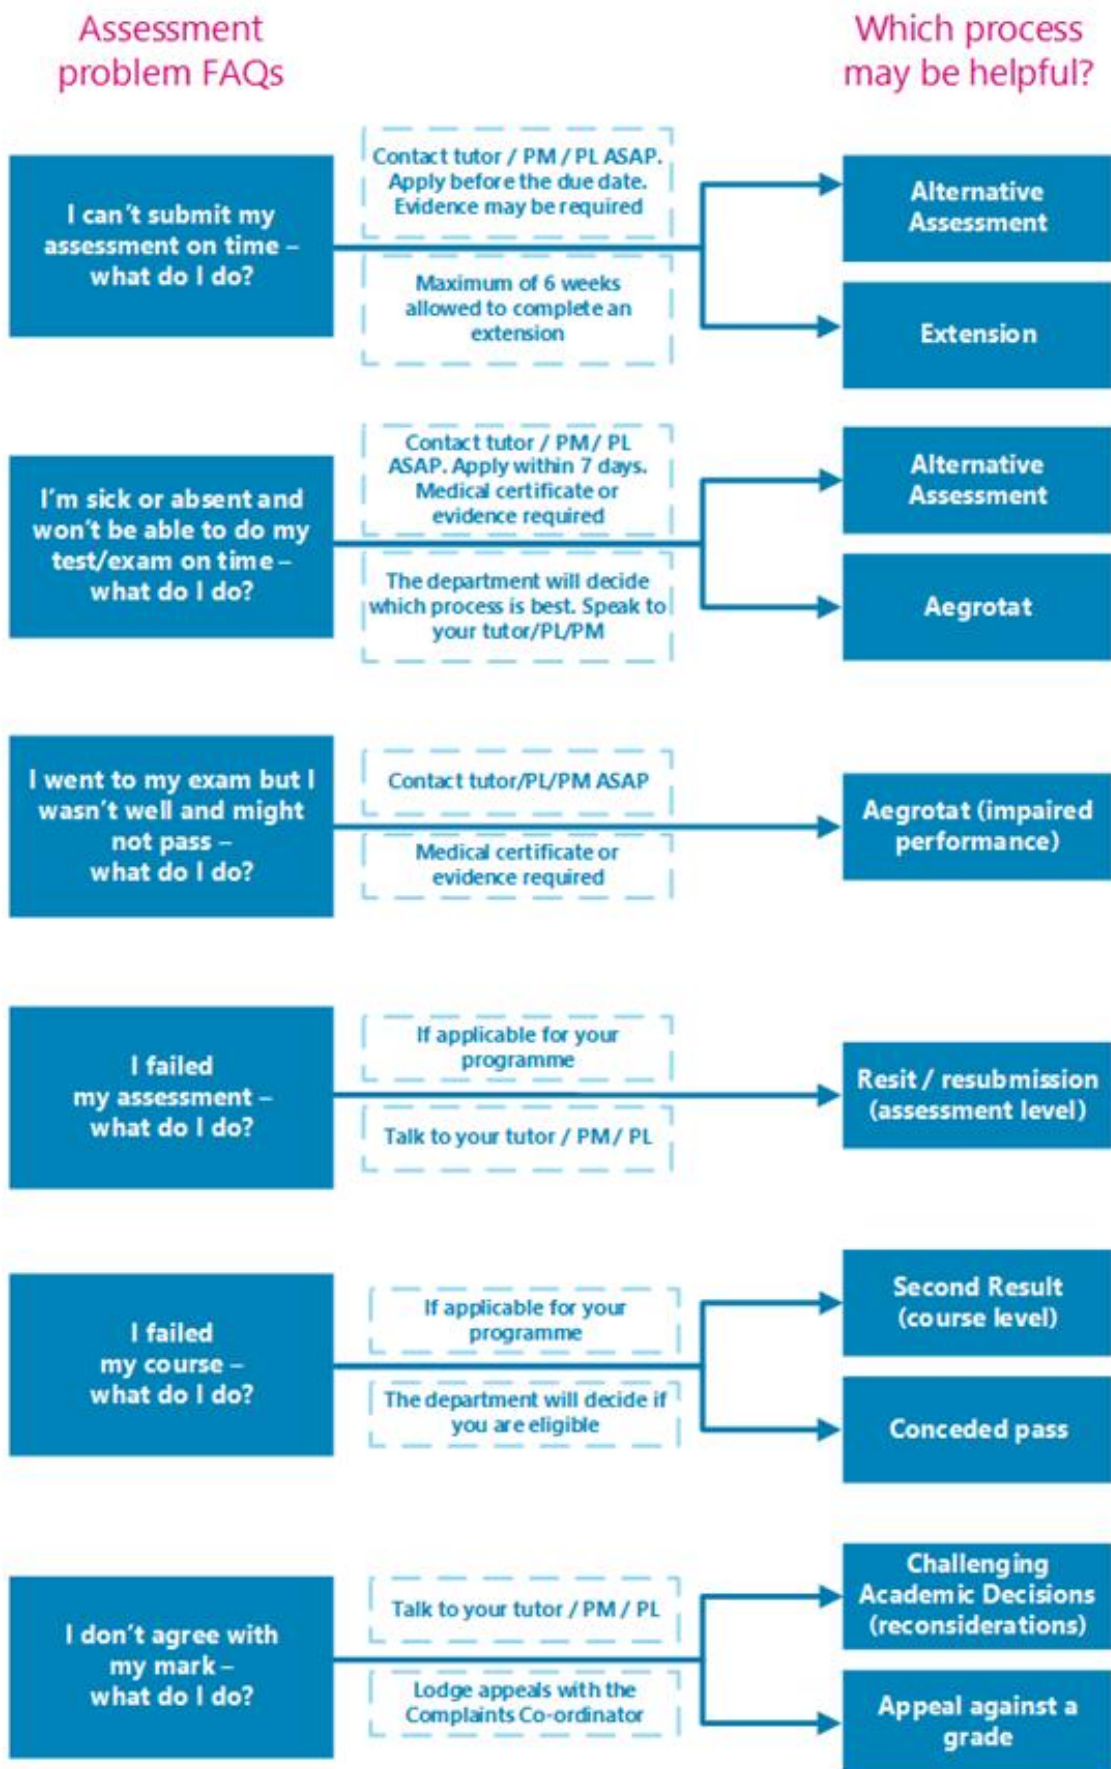 Assessment
problem FAQs
Which process
may be helpful?
I can't submit my
assessment on time –
what do I do?
Contact tutor / PM / PL ASAP.
Apply before the due date.
Evidence may be required
Maximum of 6 weeks
allowed to complete an
extension
Alternative
Assessment
Extension
I'm sick or absent and
won't be able to do my
test/exam on time –
what do I do?
Contact tutor / PM/ PL
ASAP. Apply within 7 days.
Medical certificate or
evidence required
The department will decide
which process is best. Speak to
your tutor/PL/PM
Alternative
Assessment
Aegrotat
I went to my exam but I
wasn't well and might
not pass –
what do I do?
Contact tutor/PL/PM ASAP
Medical certificate or
evidence required
Aegrotat (impaired
performance)
I failed
my assessment –
what do I do?
If applicable for your
programme
Talk to your tutor / PM/ PL
Resit / resubmission
(assessment level)
I failed
my course –
what do I do?
If applicable for your
programme
The department will decide if
you are eligible
Second Result
(course level)
Conceded pass
I don't agree with
my mark –
what do I do?
Talk to your tutor / PM / PL
Lodge appeals with the
Complaints Co-ordinator
Challenging
Academic Decisions
(reconsiderations)
Appeal against a
grade